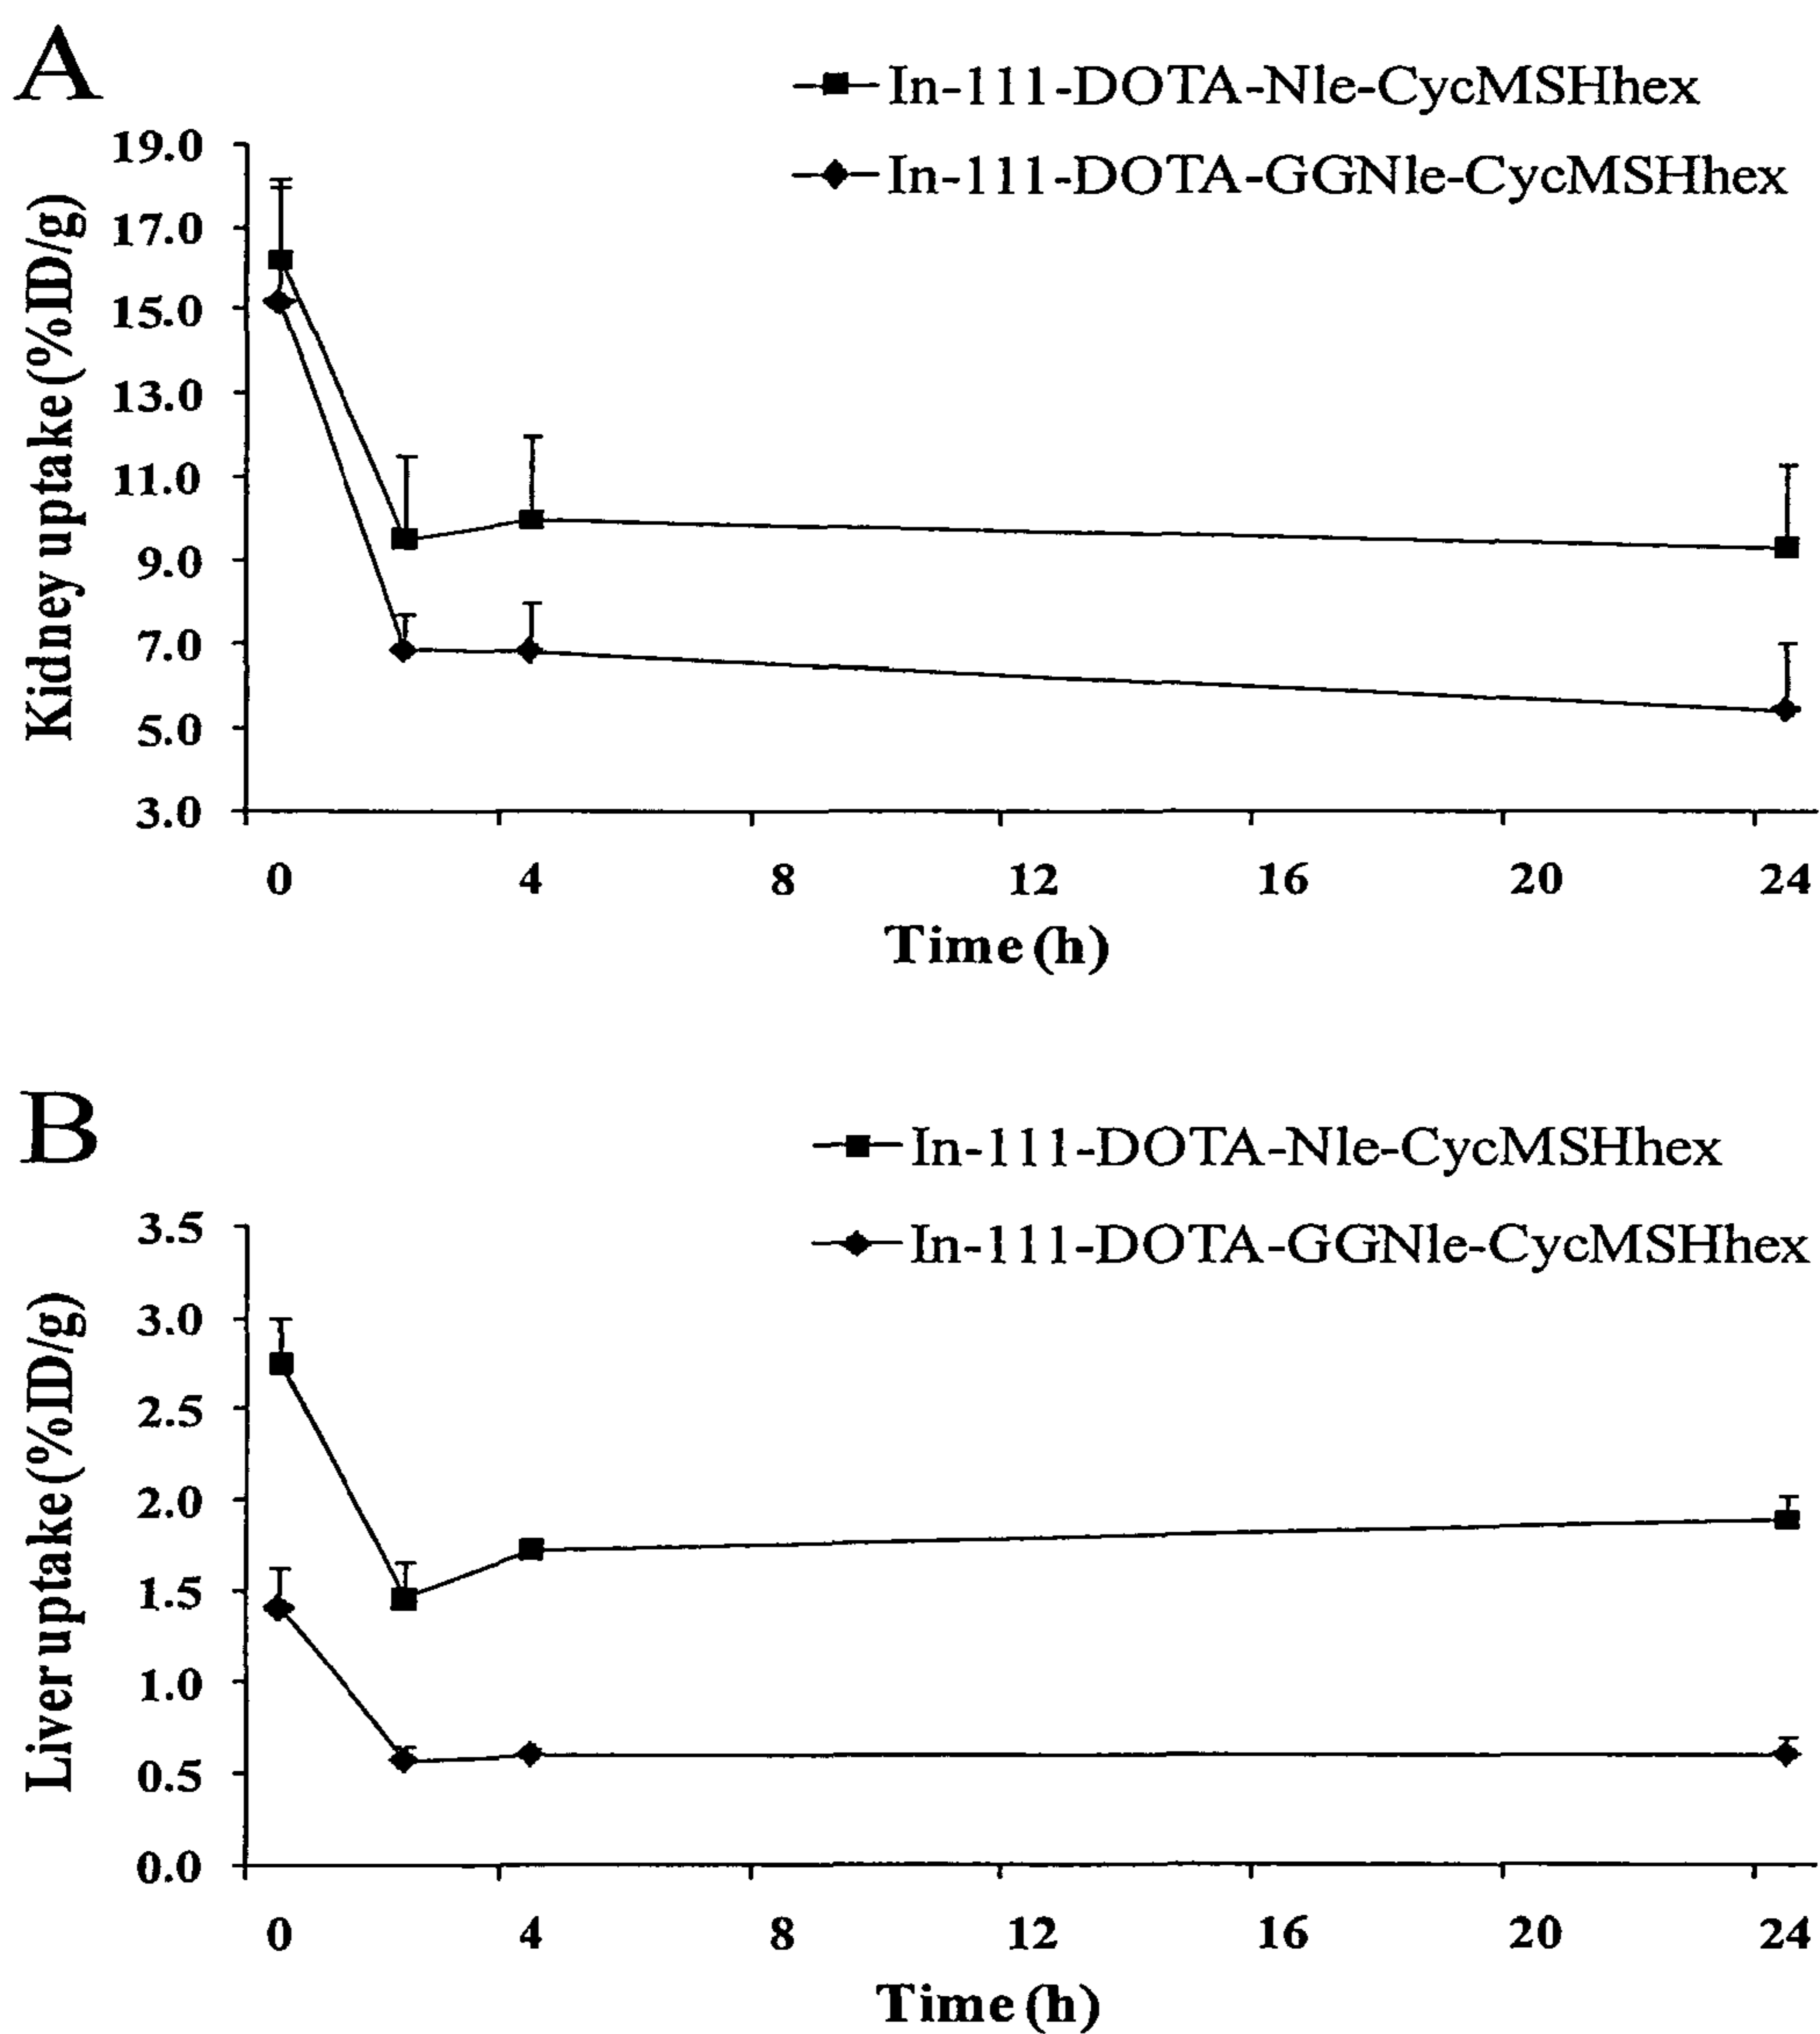 A
In-111-DOTA-Nle-CycMSHhex
In-111-DOTA-GGNle-CycMSHhex
Kidney uptake (%ID/g)
19.0
17.0
15.0
13.0
11.0
9.0
7.0
5.0
3.0
0 4 8 12 16 20 24
Time (h)
B
In-111-DOTA-Nle-CycMSHhex
In-111-DOTA-GGNle-CycMSHhex
Liver uptake (%ID/g)
3.5
3.0
2.5
2.0
1.5
1.0
0.5
0.0
0 4 8 12 16 20 24
Time (h)